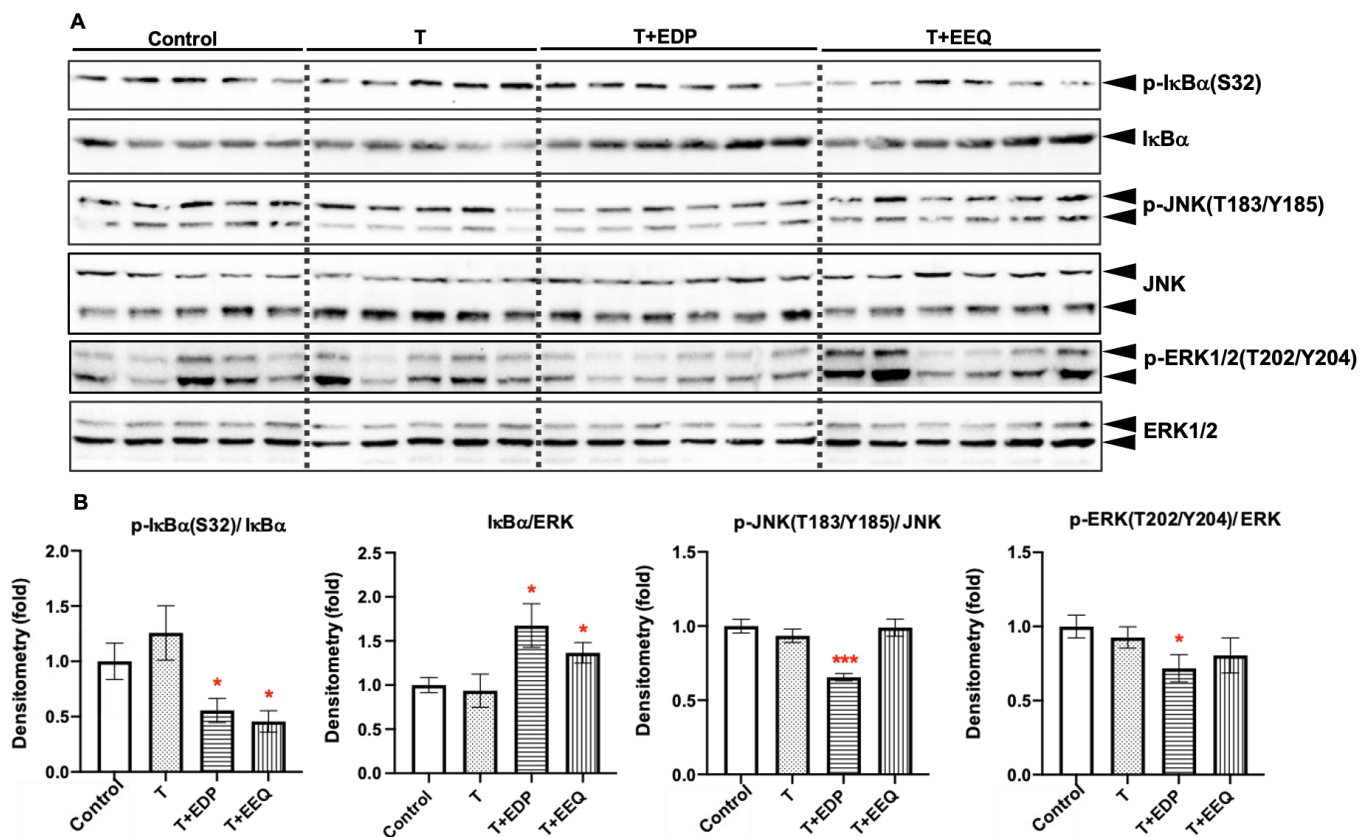 A
Control T T+EDP T+EEQ
p-IκBα(S32)
IκBα
p-JNK(T183/Y185)
JNK
p-ERK1/2(T202/Y204)
ERK1/2
B
p-IκBα(S32)/ IκBα
Densitometry (fold)
2.0
1.5
1.0
0.5
0.0
Control T T+EDP T+EEQ
* *
IκBα/ERK
Densitometry (fold)
2.5
2.0
1.5
1.0
0.5
0.0
Control T T+EDP T+EEQ
* *
p-JNK(T183/Y185)/ JNK
Densitometry (fold)
1.5
1.0
0.5
0.0
Control T T+EDP T+EEQ
***
p-ERK(T202/Y204)/ ERK
Densitometry (fold)
1.5
1.0
0.5
0.0
Control T T+EDP T+EEQ
*